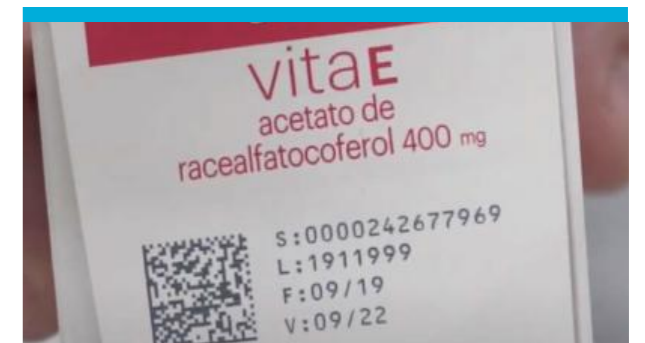 vitaE
acetato de
racealfatocoferol 400 mg
S:0000242677969
L:1911999
F:09/19
V:09/22